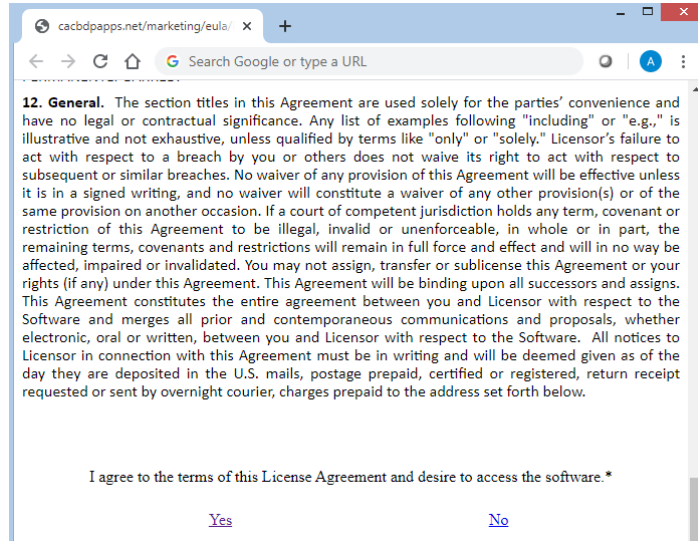 cacbdpapps.net/marketing/eula/
Search Google or type a URL
A
12. General. The section titles in this Agreement are used solely for the parties’ convenience and
have no legal or contractual significance. Any list of examples following "including" or "e.g.," is
illustrative and not exhaustive, unless qualified by terms like "only" or "solely." Licensor’s failure to
act with respect to a breach by you or others does not waive its right to act with respect to
subsequent or similar breaches. No waiver of any provision of this Agreement will be effective unless
it is in a signed writing, and no waiver will constitute a waiver of any other provision(s) or of the
same provision on another occasion. If a court of competent jurisdiction holds any term, covenant or
restriction of this Agreement to be illegal, invalid or unenforceable, in whole or in part, the
remaining terms, covenants and restrictions will remain in full force and effect and will in no way be
affected, impaired or invalidated. You may not assign, transfer or sublicense this Agreement or your
rights (if any) under this Agreement. This Agreement will be binding upon all successors and assigns.
This Agreement constitutes the entire agreement between you and Licensor with respect to the
Software and merges all prior and contemporaneous communications and proposals, whether
electronic, oral or written, between you and Licensor with respect to the Software. All notices to
Licensor in connection with this Agreement must be in writing and will be deemed given as of the
day they are deposited in the U.S. mails, postage prepaid, certified or registered, return receipt
requested or sent by overnight courier, charges prepaid to the address set forth below.
I agree to the terms of this License Agreement and desire to access the software.*
Yes No